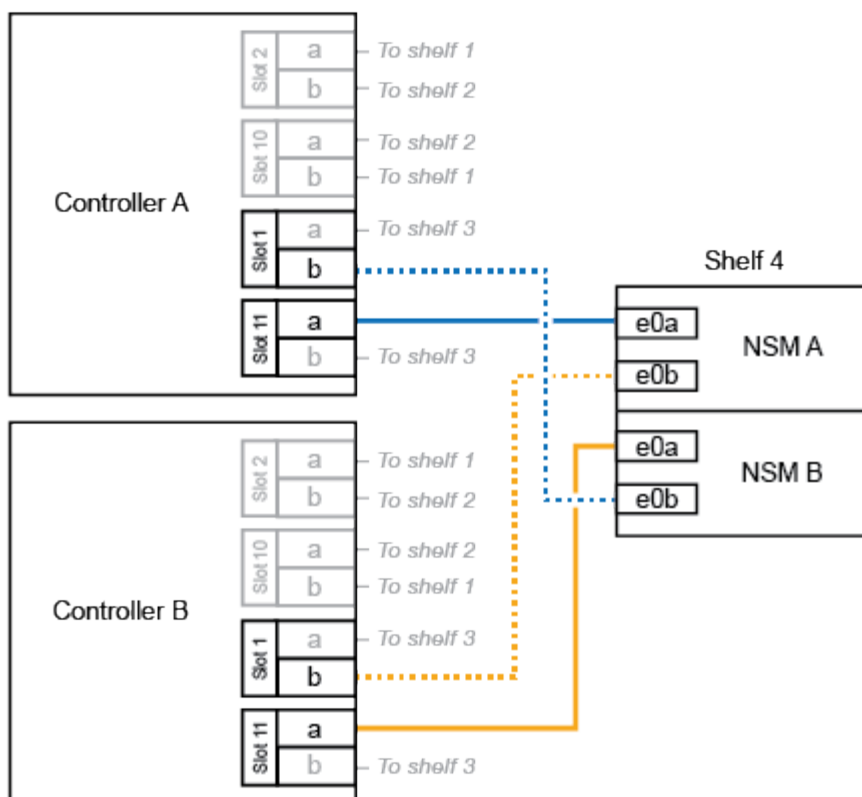 Controller A
Slot 2
a
To shelf 1
b
To shelf 2
Slot 10
a
To shelf 2
b
To shelf 1
Slot 1
a
To shelf 3
b
Slot 11
a
b
To shelf 3
Shelf 4
e0a
NSM A
e0b
e0a
NSM B
e0b
Controller B
Slot 2
a
To shelf 1
b
To shelf 2
Slot 10
a
To shelf 2
b
To shelf 1
Slot 1
a
To shelf 3
b
Slot 11
a
b
To shelf 3